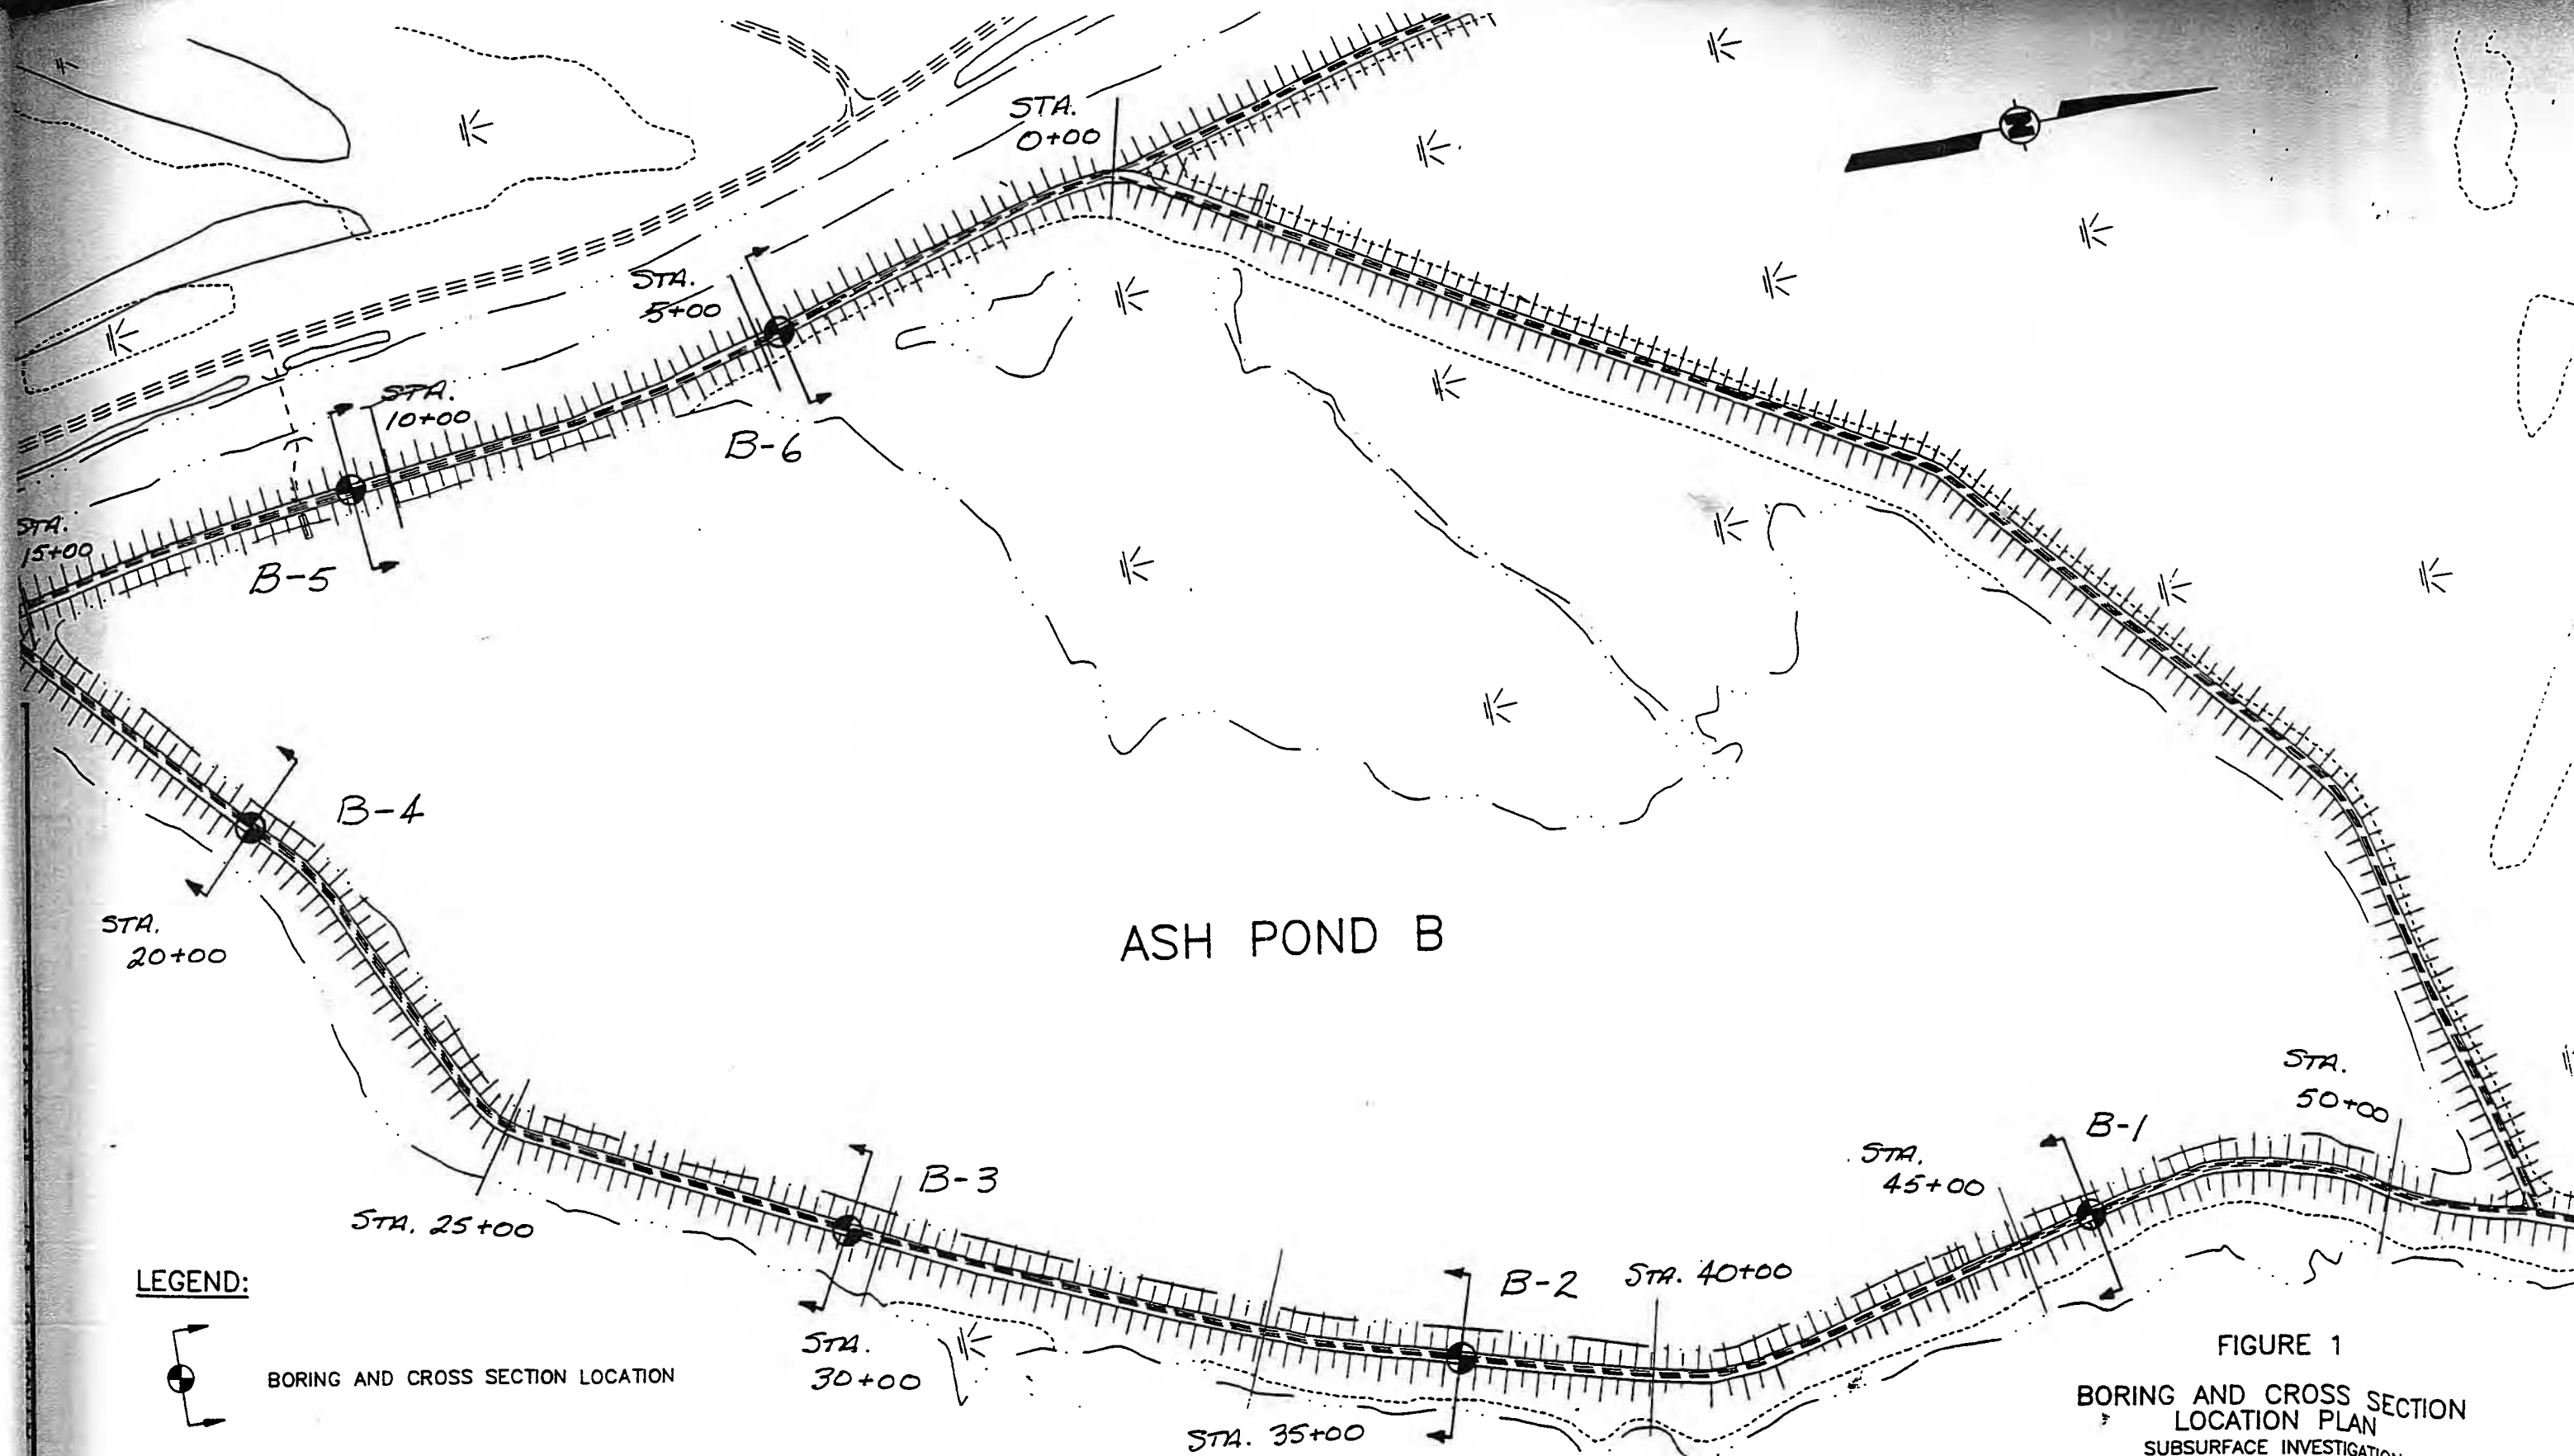 STA.
0+00
N
STA.
5+00
STA.
10+00
B-6
STA.
15+00
B-5
B-4
STA.
20+00
ASH POND B
STA.
50+00
B-1
STA.
45+00
B-3
STA. 25+00
B-2
STA. 40+00
LEGEND:
BORING AND CROSS SECTION LOCATION
STA.
30+00
STA. 35+00
FIGURE 1
BORING AND CROSS SECTION
LOCATION PLAN
SUBSURFACE INVESTIGATION